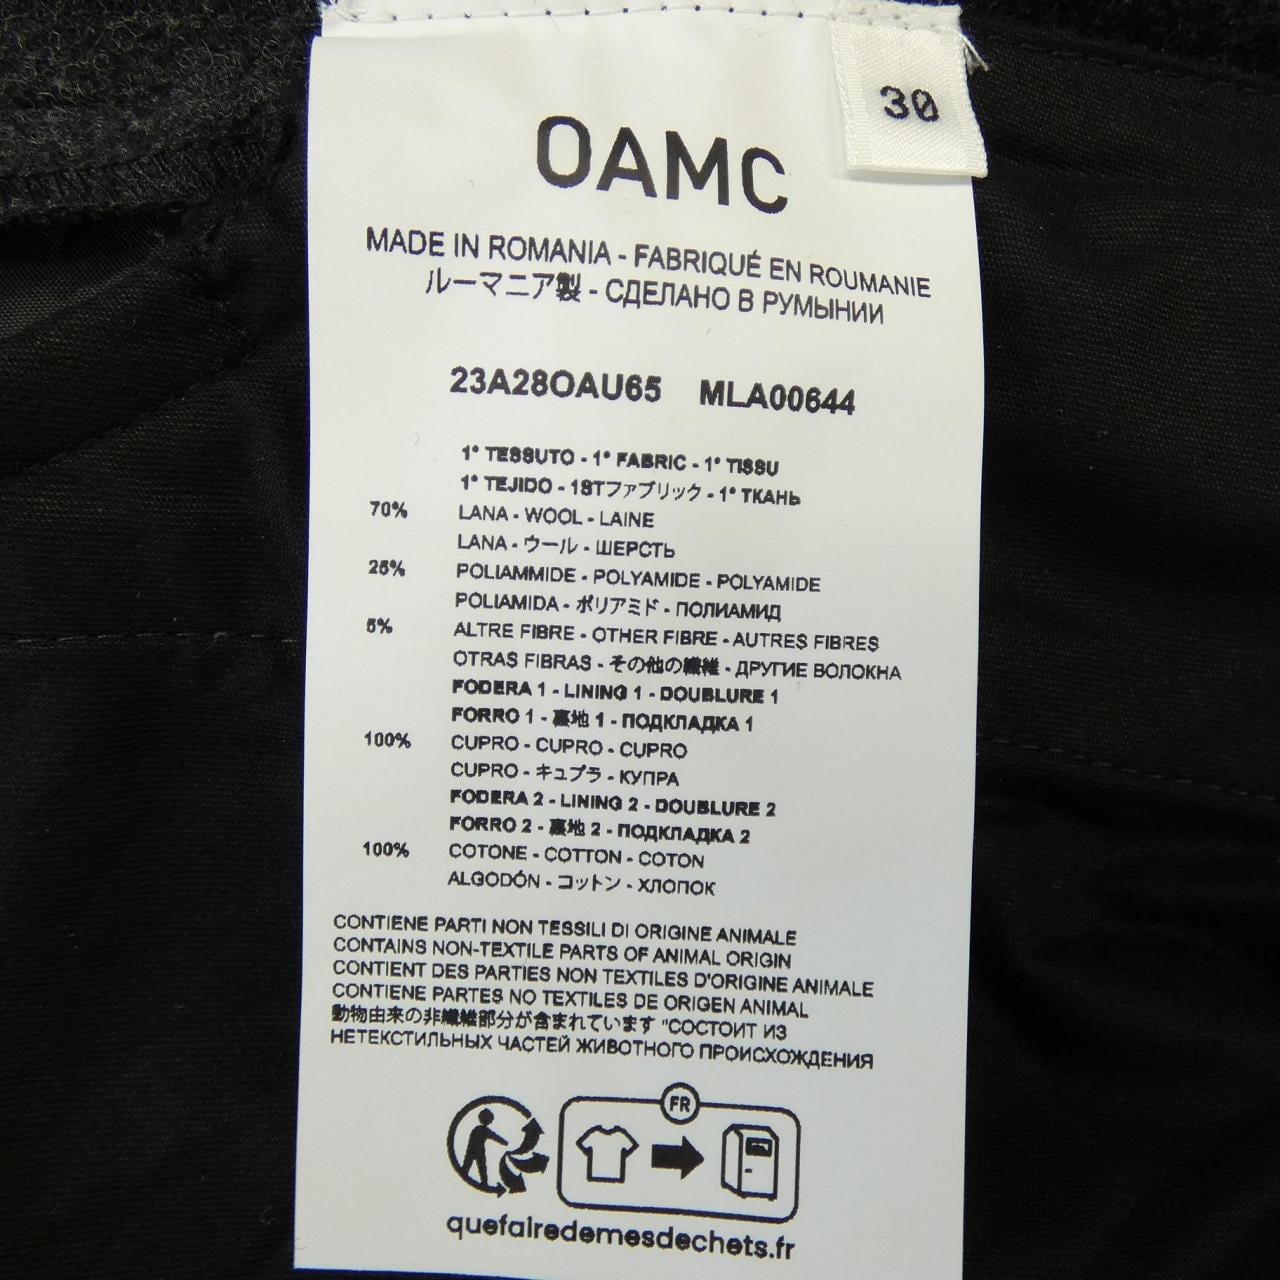 30
OAMC
MADE IN ROMANIA - FABRIQUÉ EN ROUMANIE
ルーマニア製 - СДЕЛАНО В РУМЫНИИ
23A28OAU65 MLA00644
1° TESSUTO - 1° FABRIC - 1° TISSU
1° TEJIDO - 1STファブリック - 1° ТКАНЬ
70% LANA - WOOL - LAINE
LANA - ウール - ШЕРСТЬ
25% POLIAMMIDE - POLYAMIDE - POLYAMIDE
POLIAMIDA - ポリアミド - ПОЛИАМИД
5% ALTRE FIBRE - OTHER FIBRE - AUTRES FIBRES
OTRAS FIBRAS - その他の繊維 - ДРУГИЕ ВОЛОКНА
FODERA 1 - LINING 1 - DOUBLURE 1
FORRO 1 - 裏地 1 - ПОДКЛАДКА 1
100% CUPRO - CUPRO - CUPRO
CUPRO - キュプラ - КУПРА
FODERA 2 - LINING 2 - DOUBLURE 2
FORRO 2 - 裏地 2 - ПОДКЛАДКА 2
100% COTONE - COTTON - COTON
ALGODÓN - コットン - ХЛОПОК
CONTIENE PARTI NON TESSILI DI ORIGINE ANIMALE
CONTAINS NON-TEXTILE PARTS OF ANIMAL ORIGIN
CONTIENT DES PARTIES NON TEXTILES D'ORIGINE ANIMALE
CONTIENE PARTES NO TEXTILES DE ORIGEN ANIMAL
動物由来の非繊維部分が含まれています "СОСТОИТ ИЗ
НЕТЕКСТИЛЬНЫХ ЧАСТЕЙ ЖИВОТНОГО ПРОИСХОЖДЕНИЯ
FR
quefairedemesdechets.fr